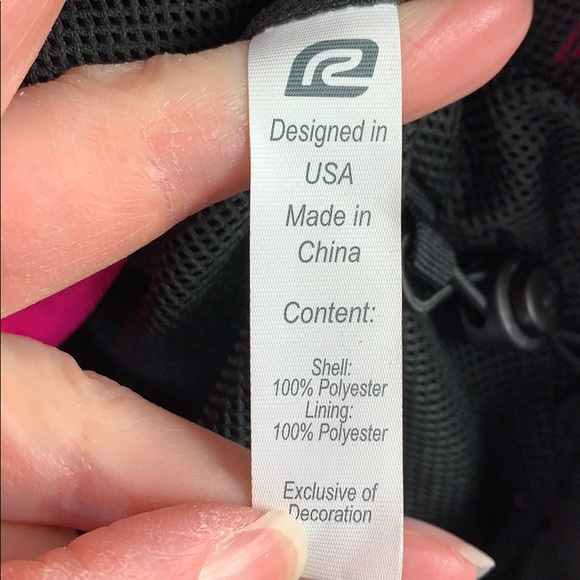 Designed in
USA
Made in
China
Content:
Shell:
100% Polyester
Lining:
100% Polyester
Exclusive of
Decoration